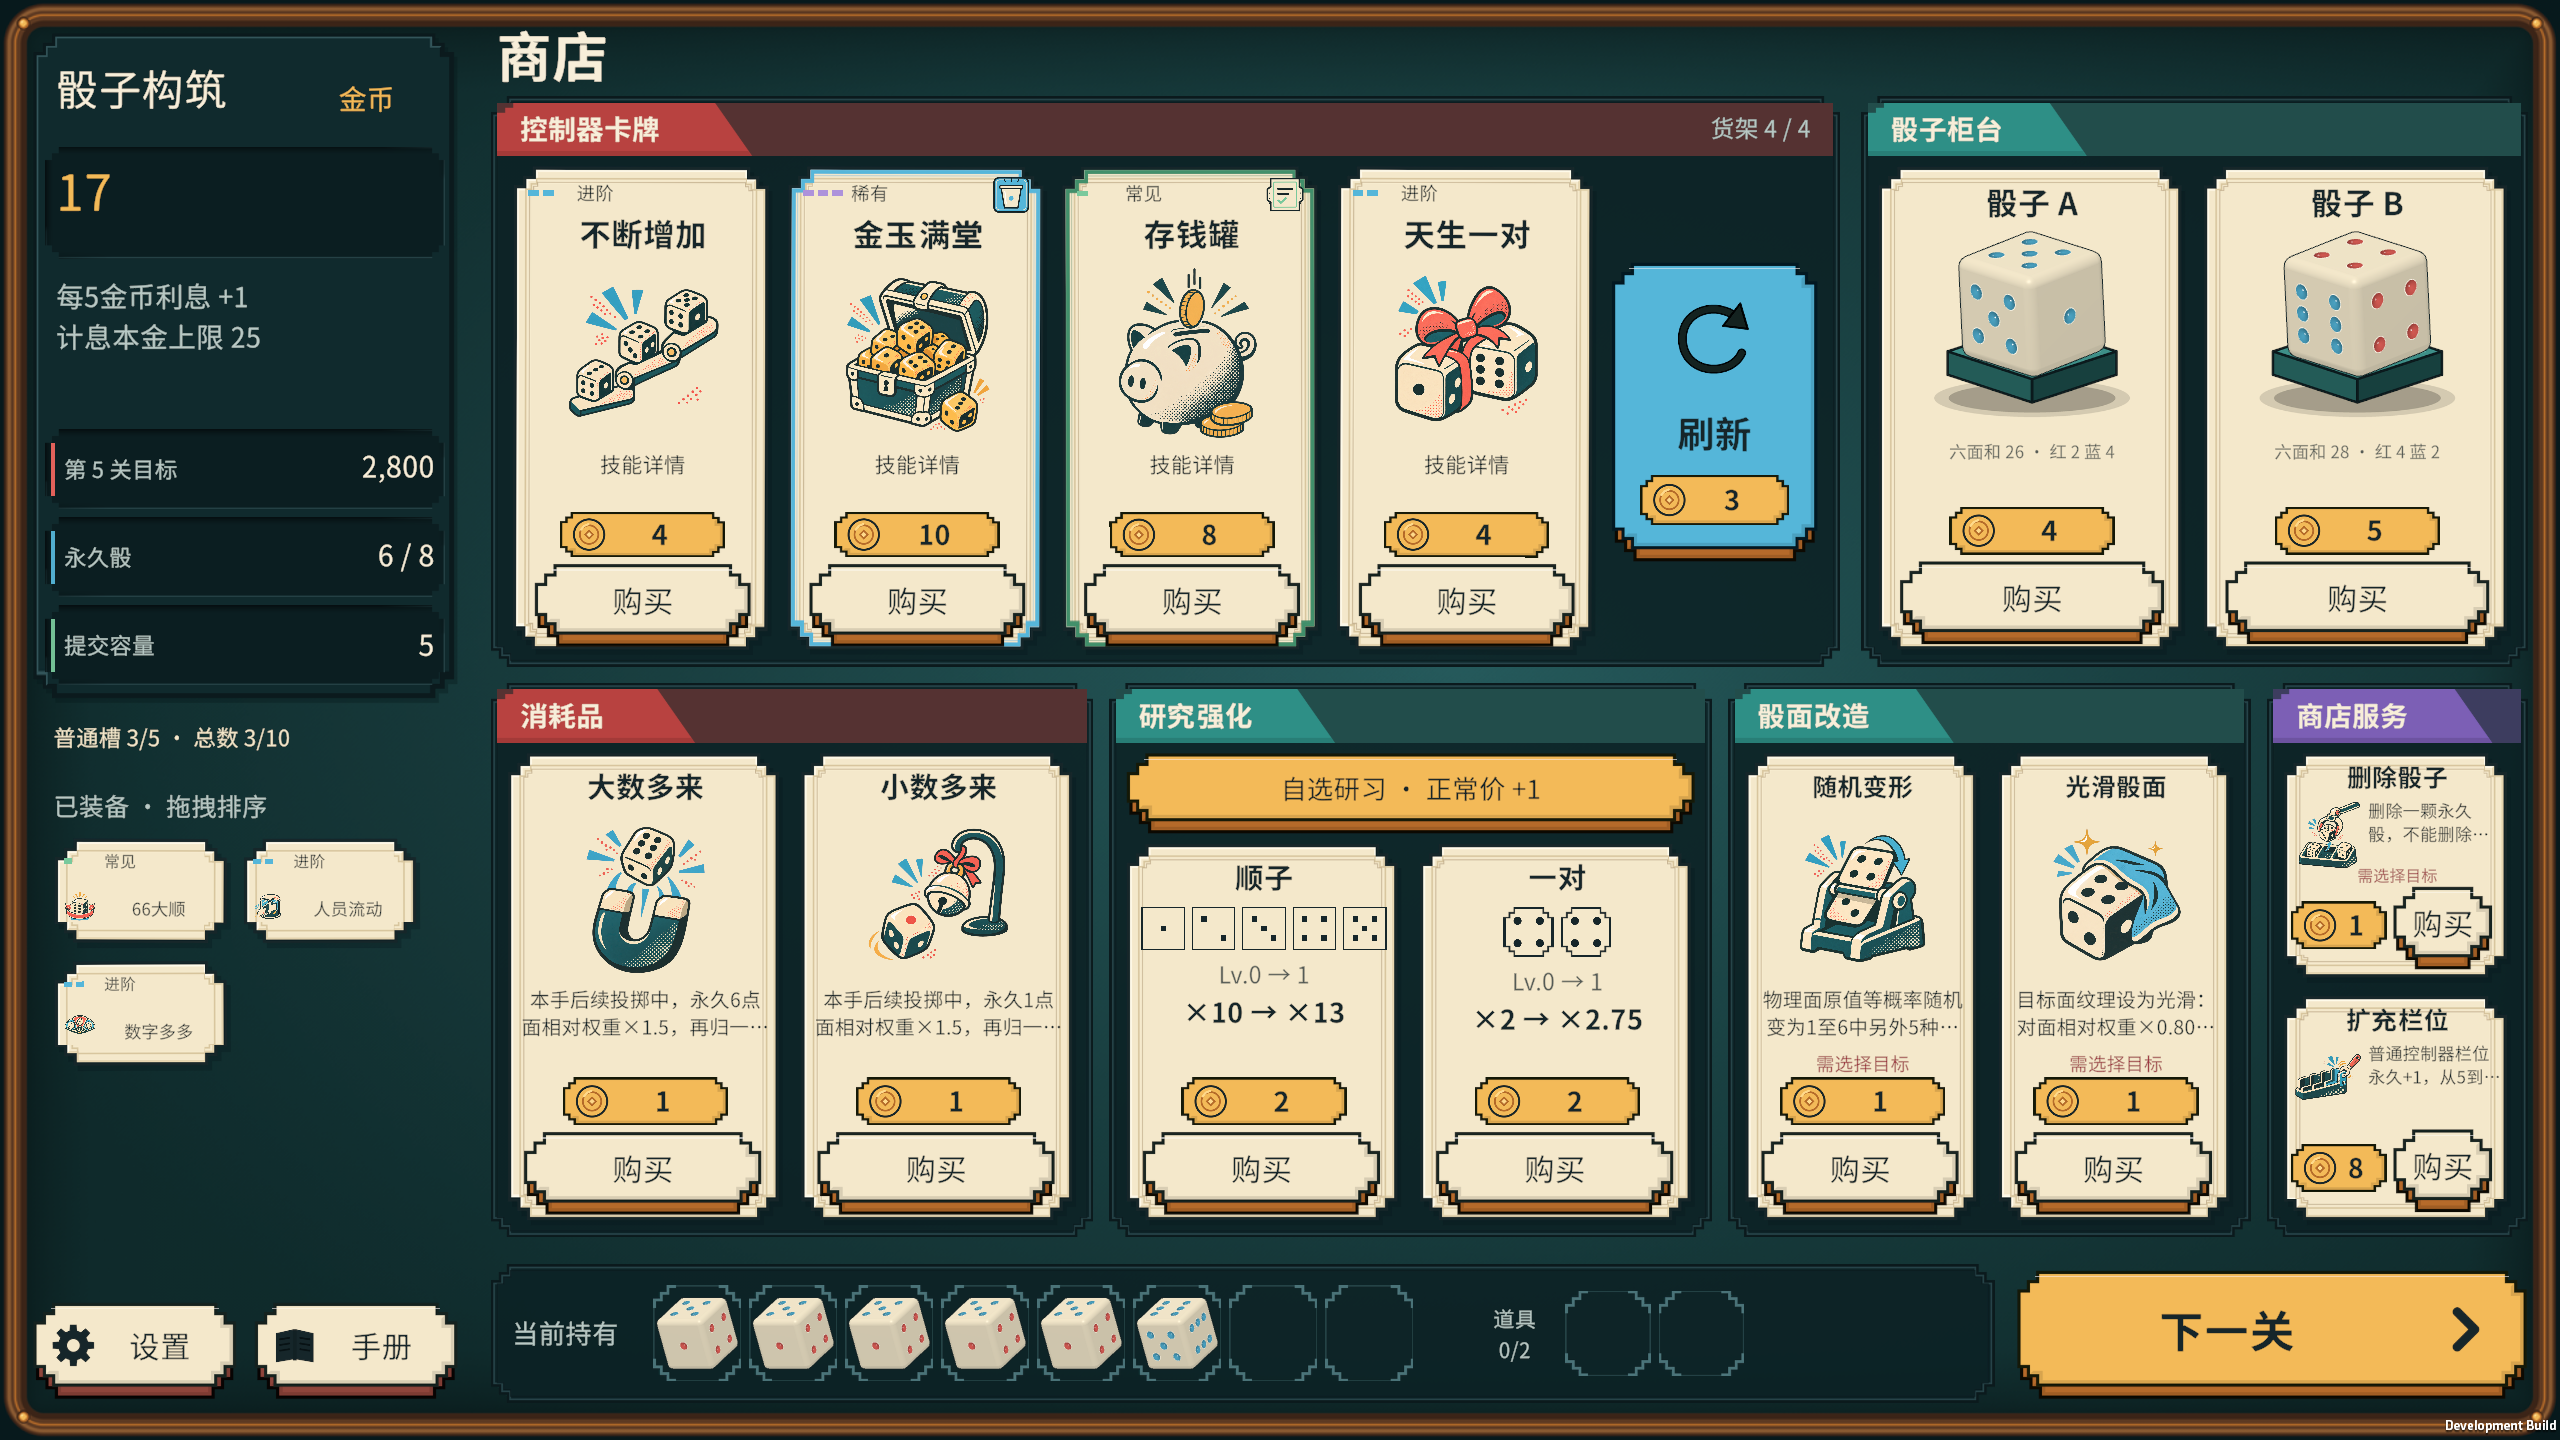 骰子构筑
金币
17
每5金币利息 +1
计息本金上限 25
第 5 关目标
2,800
永久骰
6 / 8
提交容量
5
普通槽 3/5 · 总数 3/10
已装备 · 拖拽排序
常见
66大顺
进阶
人员流动
进阶
数字多多
设置
手册
商店
控制器卡牌
货架 4 / 4
进阶
不断增加
技能详情
4
购买
稀有
金玉满堂
技能详情
10
购买
常见
存钱罐
技能详情
8
购买
进阶
天生一对
技能详情
4
购买
刷新
3
骰子柜台
骰子 A
六面和 26 · 红 2 蓝 4
4
购买
骰子 B
六面和 28 · 红 4 蓝 2
5
购买
消耗品
大数多来
本手后续投掷中，永久6点
面相对权重×1.5，再归一…
1
购买
小数多来
本手后续投掷中，永久1点
面相对权重×1.5，再归一…
1
购买
研究强化
自选研习 · 正常价 +1
顺子
Lv.0 → 1
×10 → ×13
2
购买
一对
Lv.0 → 1
×2 → ×2.75
2
购买
骰面改造
随机变形
物理面原值等概率随机
变为1至6中另外5种…
需选择目标
1
购买
光滑骰面
目标面纹理设为光滑：
对面相对权重×0.80…
需选择目标
1
购买
商店服务
删除骰子
删除一颗永久
骰，不能删除…
需选择目标
1
购买
扩充栏位
普通控制器栏位
永久+1，从5到…
8
购买
当前持有
道具
0/2
下一关
Development Build